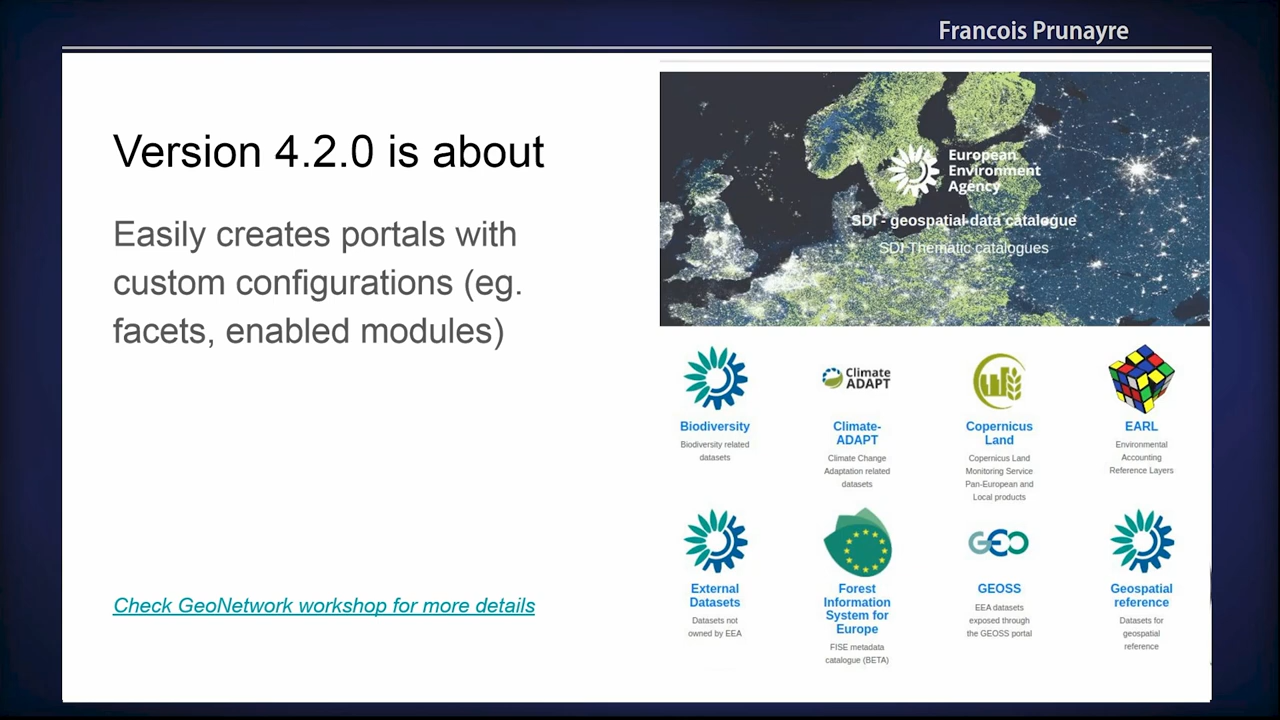 Francois Prunayre
Version 4.2.0 is about
Easily creates portals with
custom configurations (eg.
facets, enabled modules)
Check GeoNetwork workshop for more details
European
Environment
Agency
SDI - geospatial data catalogue
SDI Thematic catalogues
Biodiversity
Biodiversity related
datasets
Climate
ADAPT
Climate-
ADAPT
Climate Change
Adaptation related
datasets
Copernicus
Land
Copernicus Land
Monitoring Service
Pan-European and
Local products
EARL
Environmental
Accounting
Reference Layers
External
Datasets
Datasets not
owned by EEA
Forest
Information
System for
Europe
FISE metadata
catalogue (BETA)
GEO
GEOSS
EEA datasets
exposed through
the GEOSS portal
Geospatial
reference
Datasets for
geospatial
reference